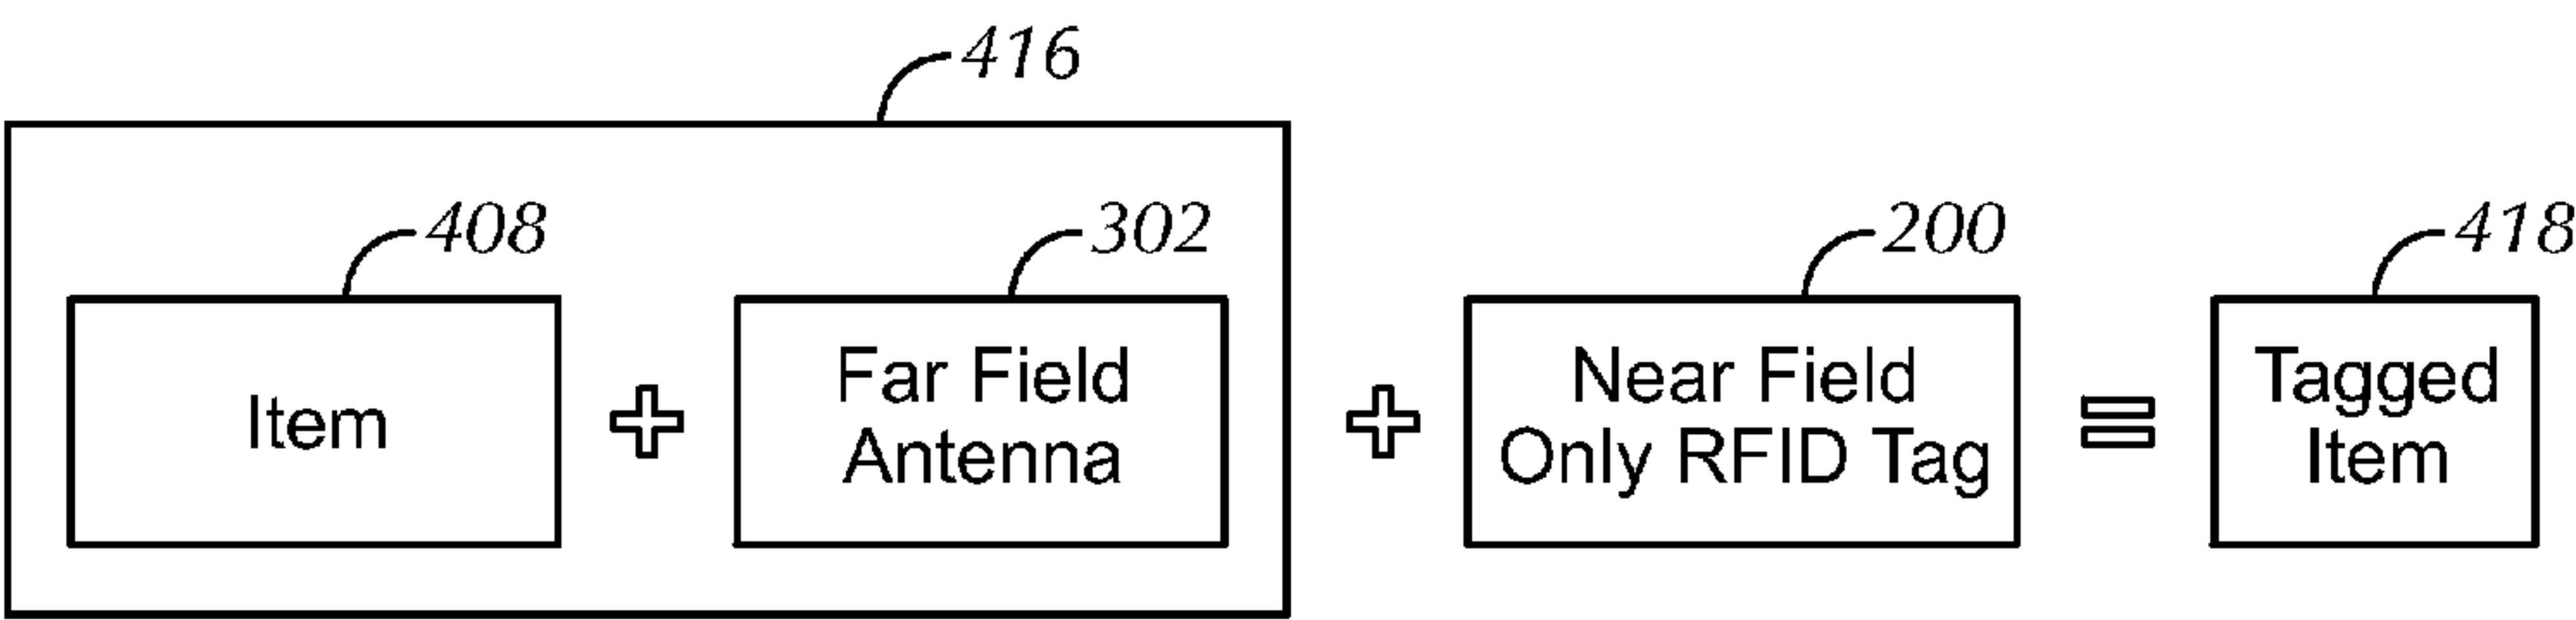 416
408
302
200
418
Item
+
Far Field
Antenna
+
Near Field
Only RFID Tag
=
Tagged
Item